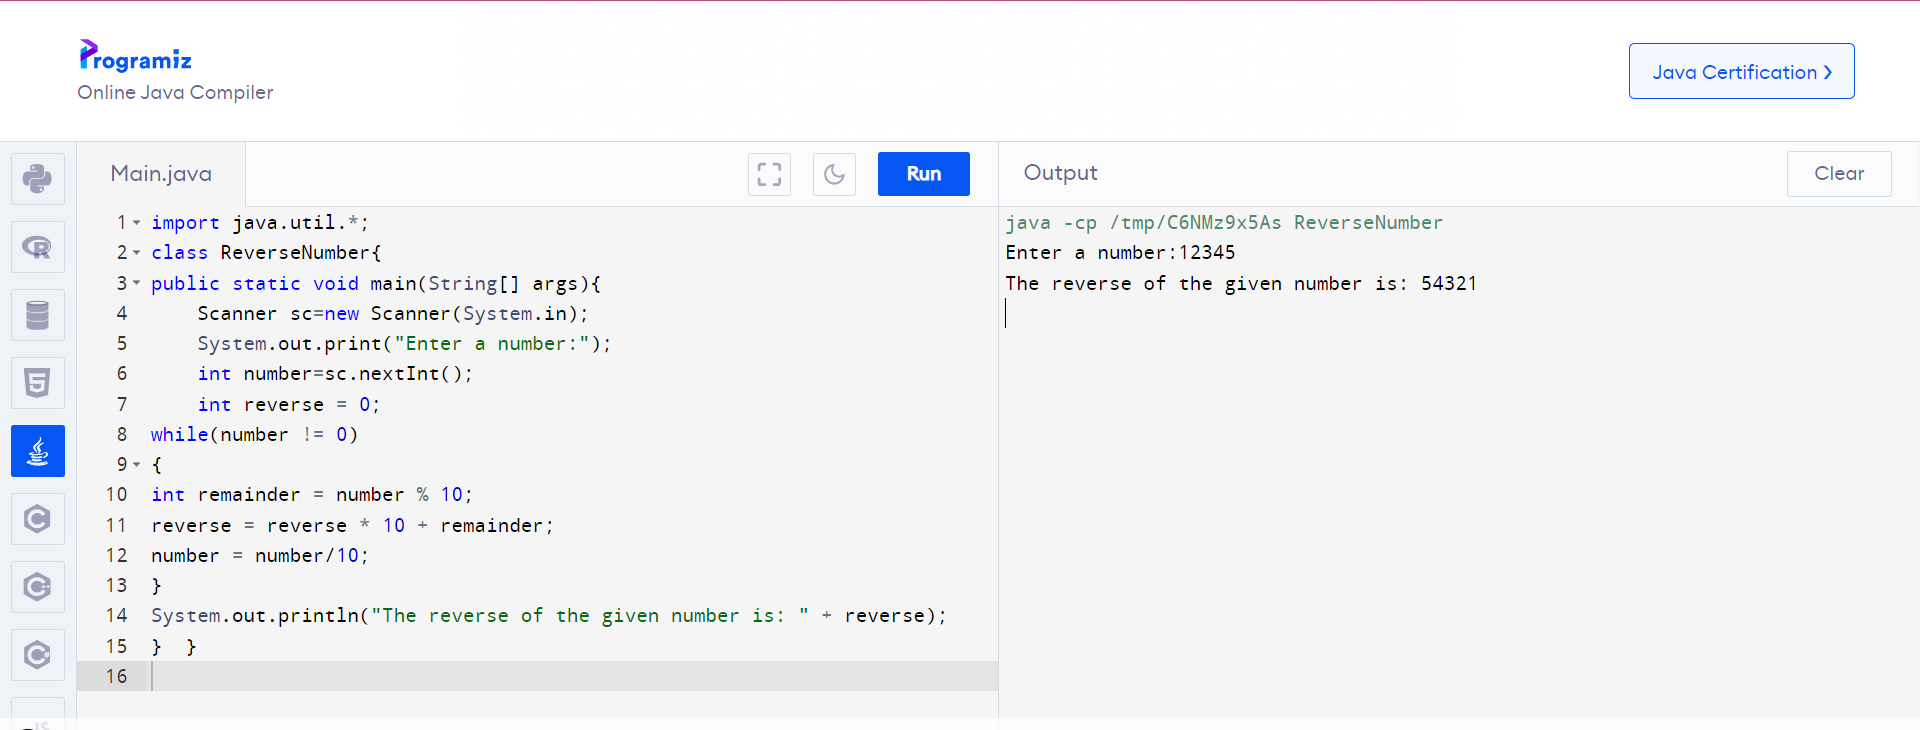 Programiz
Online Java Compiler
Java Certification >
Main.java
Run
Output
Clear
1 import java.util.*;
2 class ReverseNumber{
3 public static void main(String[] args){
4     Scanner sc=new Scanner(System.in);
5     System.out.print("Enter a number:");
6     int number=sc.nextInt();
7     int reverse = 0;
8 while(number != 0)
9 {
10 int remainder = number % 10;
11 reverse = reverse * 10 + remainder;
12 number = number/10;
13 }
14 System.out.println("The reverse of the given number is: " + reverse);
15 }  }
16
java -cp /tmp/C6NMz9x5As ReverseNumber
Enter a number:12345
The reverse of the given number is: 54321